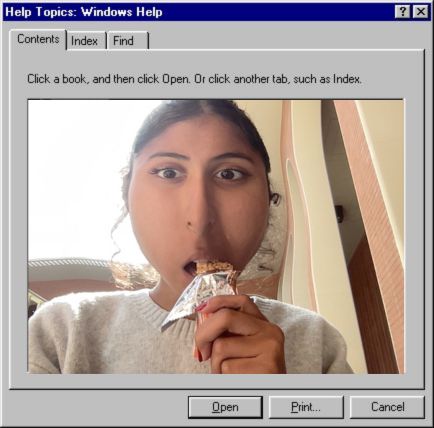 Help Topics: Windows Help
Contents Index Find
Click a book, and then click Open. Or click another tab, such as Index.
Open Print... Cancel